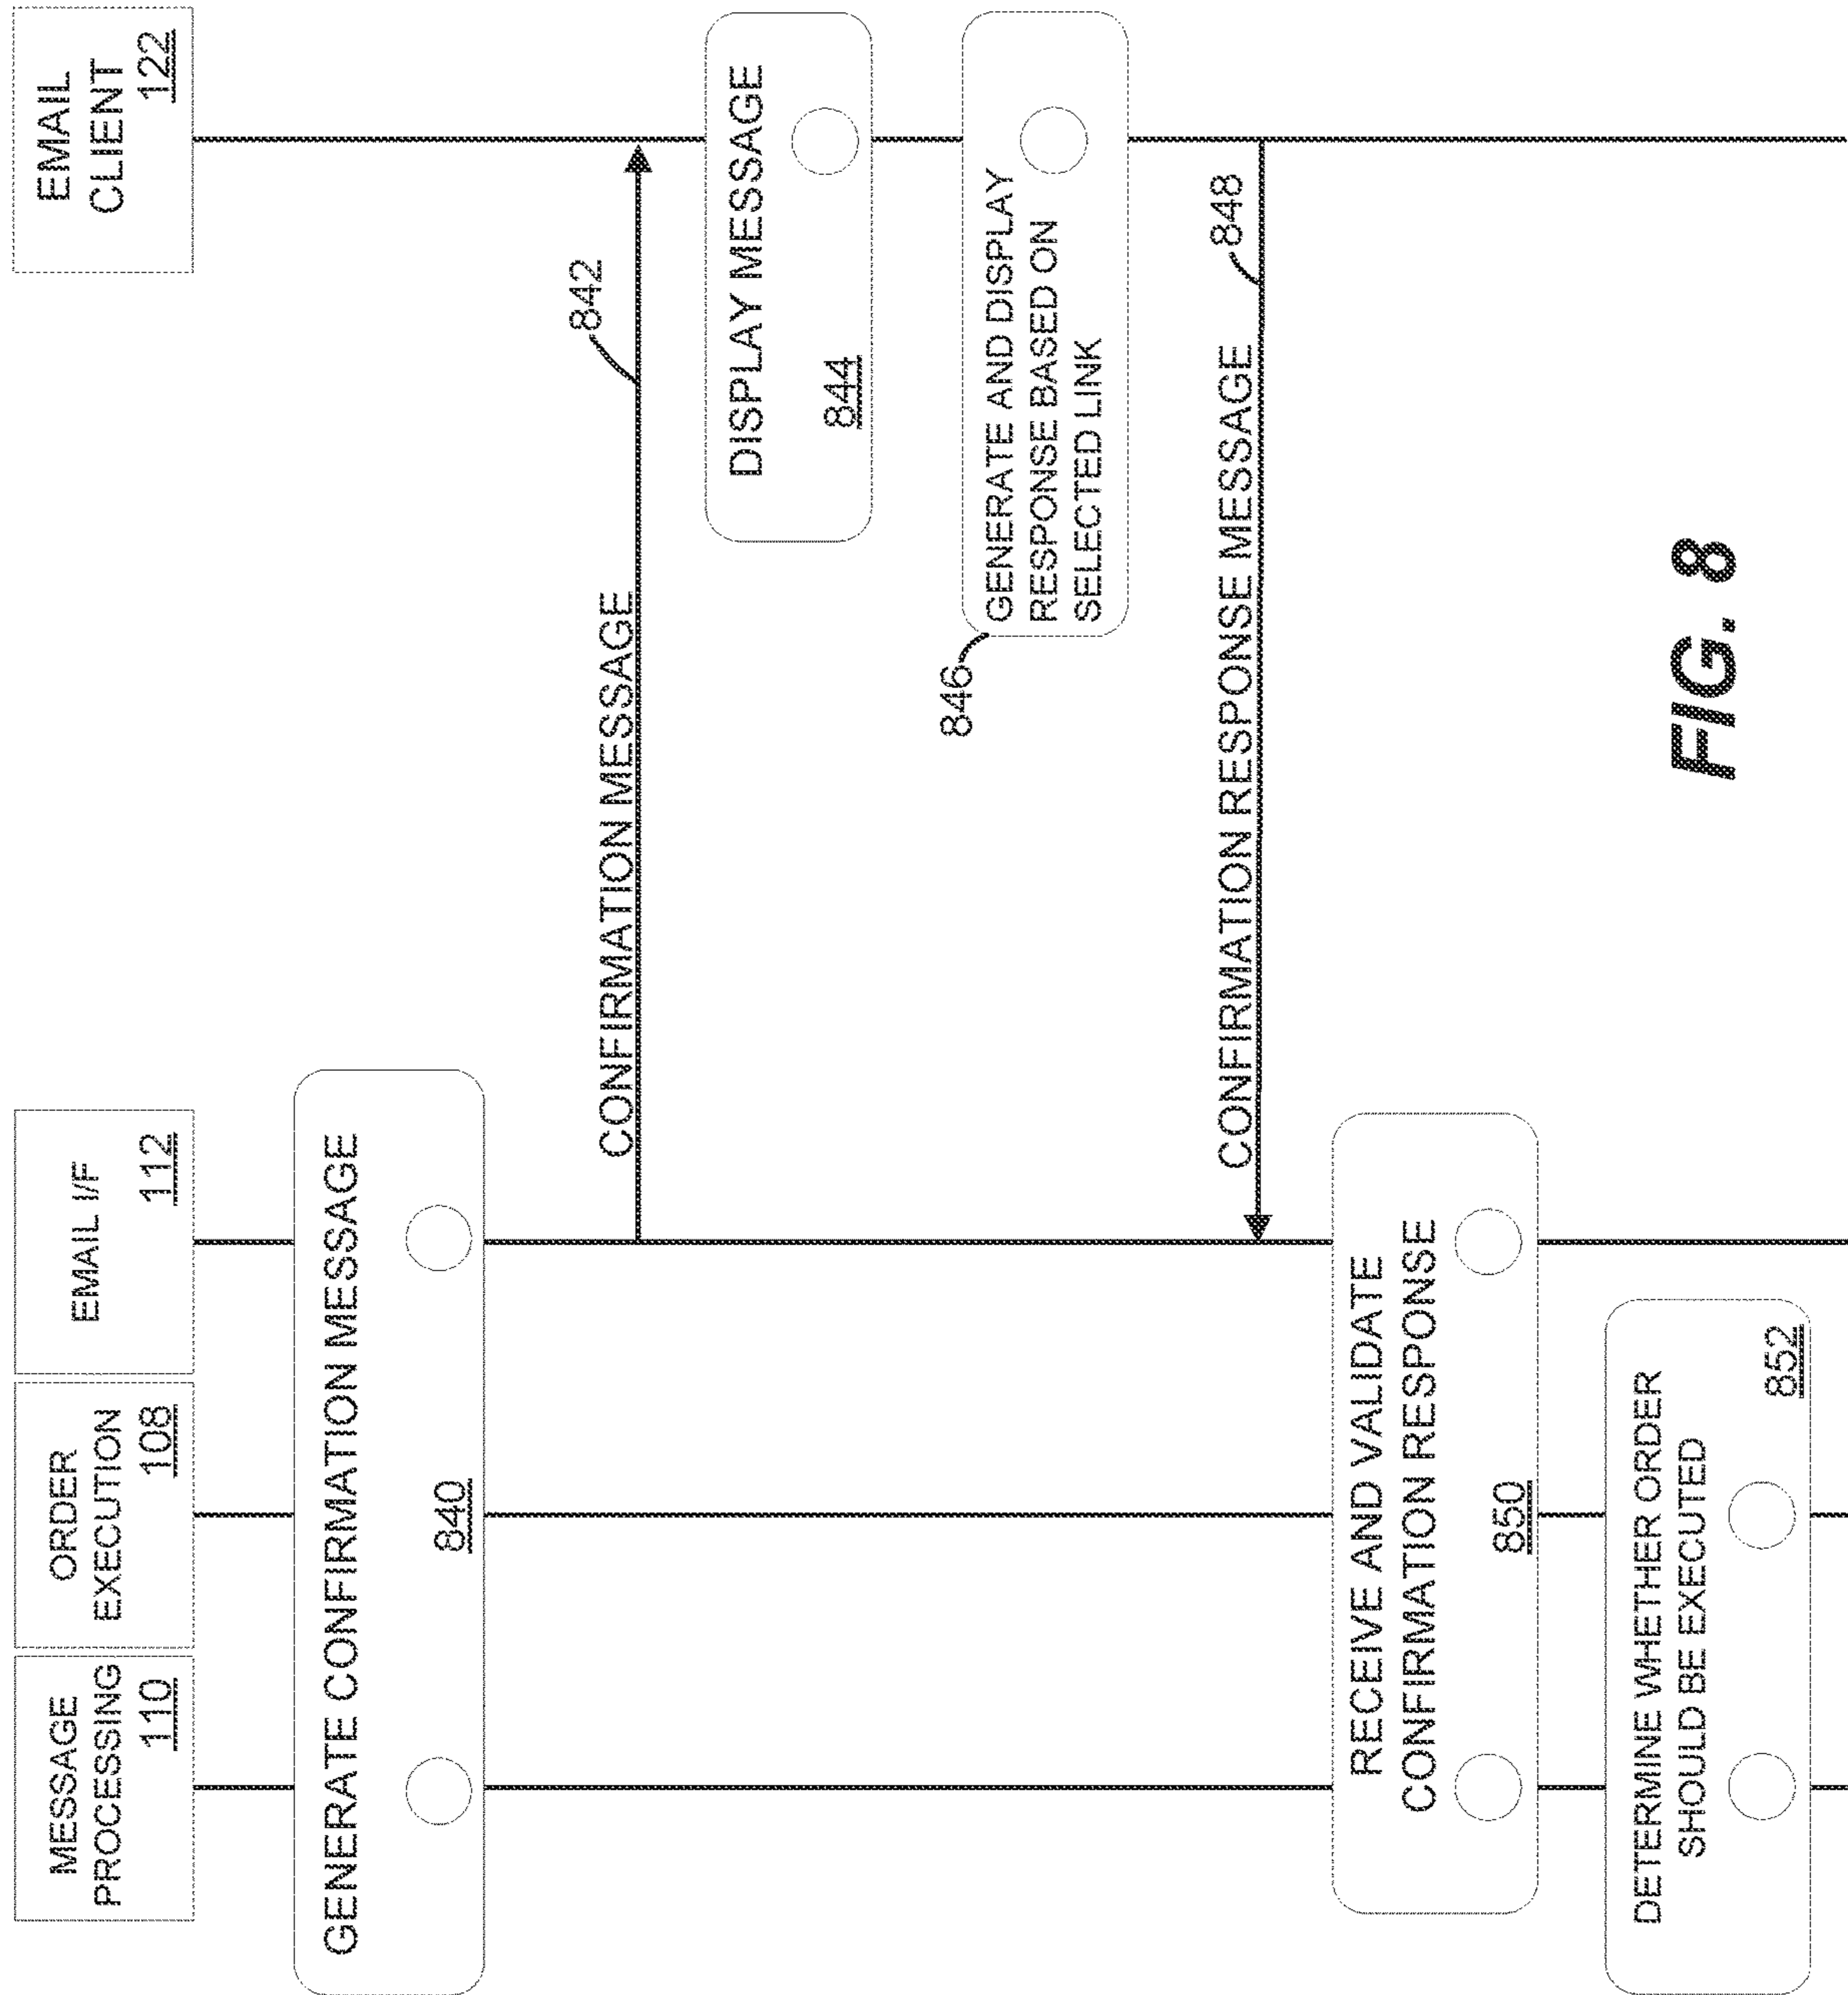 MESSAGE
PROCESSING
110
ORDER
EXECUTION
108
EMAIL I/F
112
EMAIL
CLIENT
122
GENERATE CONFIRMATION MESSAGE
840
CONFIRMATION MESSAGE
842
DISPLAY MESSAGE
844
846
GENERATE AND DISPLAY
RESPONSE BASED ON
SELECTED LINK
CONFIRMATION RESPONSE MESSAGE
848
RECEIVE AND VALIDATE
CONFIRMATION RESPONSE
850
DETERMINE WHETHER ORDER
SHOULD BE EXECUTED
852
FIG. 8